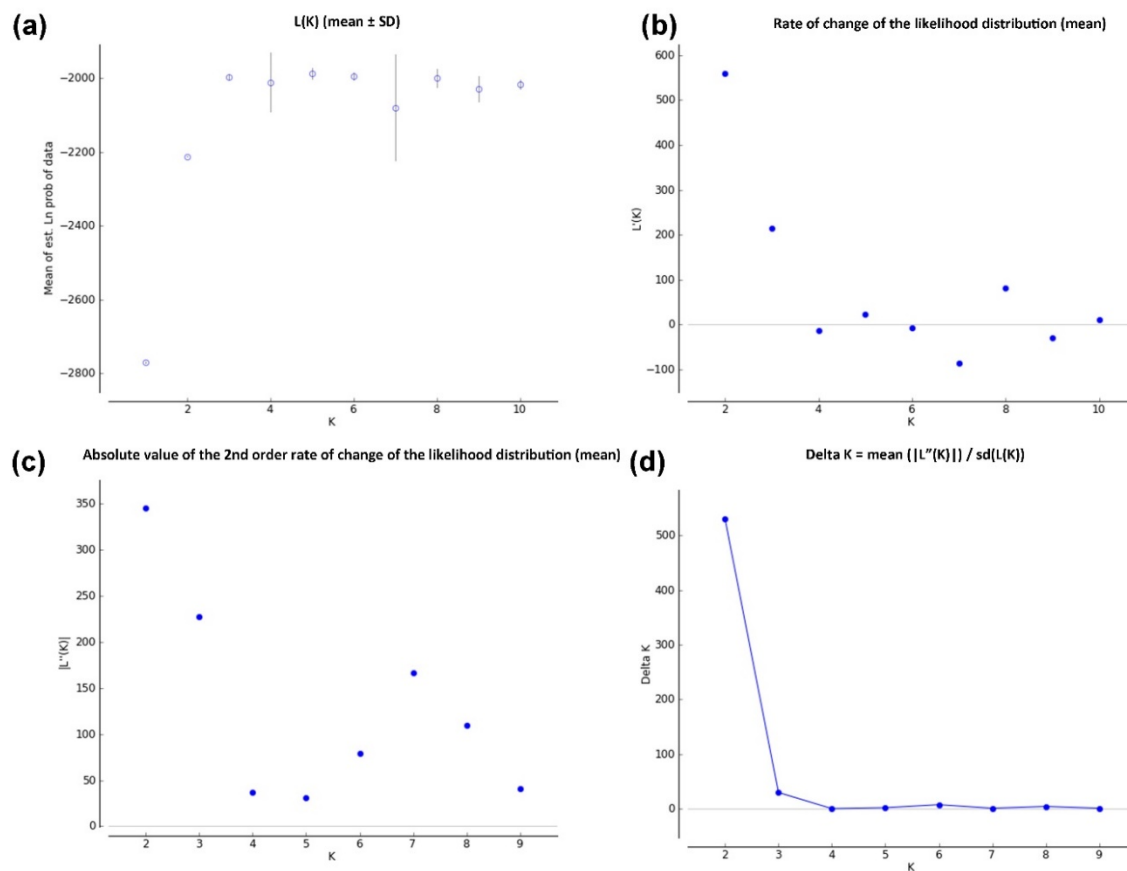 (a)
L(K) (mean ± SD)
Mean of est. Ln prob of data
−2000
−2200
−2400
−2600
−2800
2 4 6 8 10
K
(b)
Rate of change of the likelihood distribution (mean)
L'(K)
600
500
400
300
200
100
0
−100
2 4 6 8 10
K
(c)
Absolute value of the 2nd order rate of change of the likelihood distribution (mean)
|L''(K)|
350
300
250
200
150
100
50
0
2 3 4 5 6 7 8 9
K
(d)
Delta K = mean (|L”(K)|) / sd(L(K))
Delta K
500
400
300
200
100
0
2 3 4 5 6 7 8 9
K